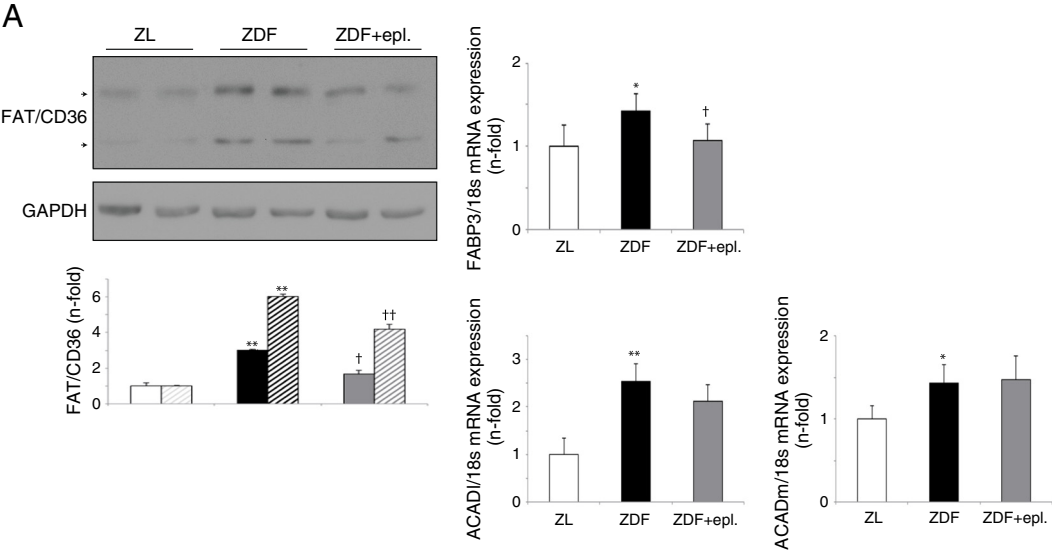 A
ZL ZDF ZDF+epl.
FAT/CD36
GAPDH
FAT/CD36 (n-fold)
6
4
2
0
**
**
†
††
FABP3/18s mRNA expression
(n-fold)
2
1
0
*
†
ZL ZDF ZDF+epl.
ACADl/18s mRNA expression
(n-fold)
3
2
1
0
**
ZL ZDF ZDF+epl.
ACADm/18s mRNA expression
(n-fold)
2
1
0
*
ZL ZDF ZDF+epl.